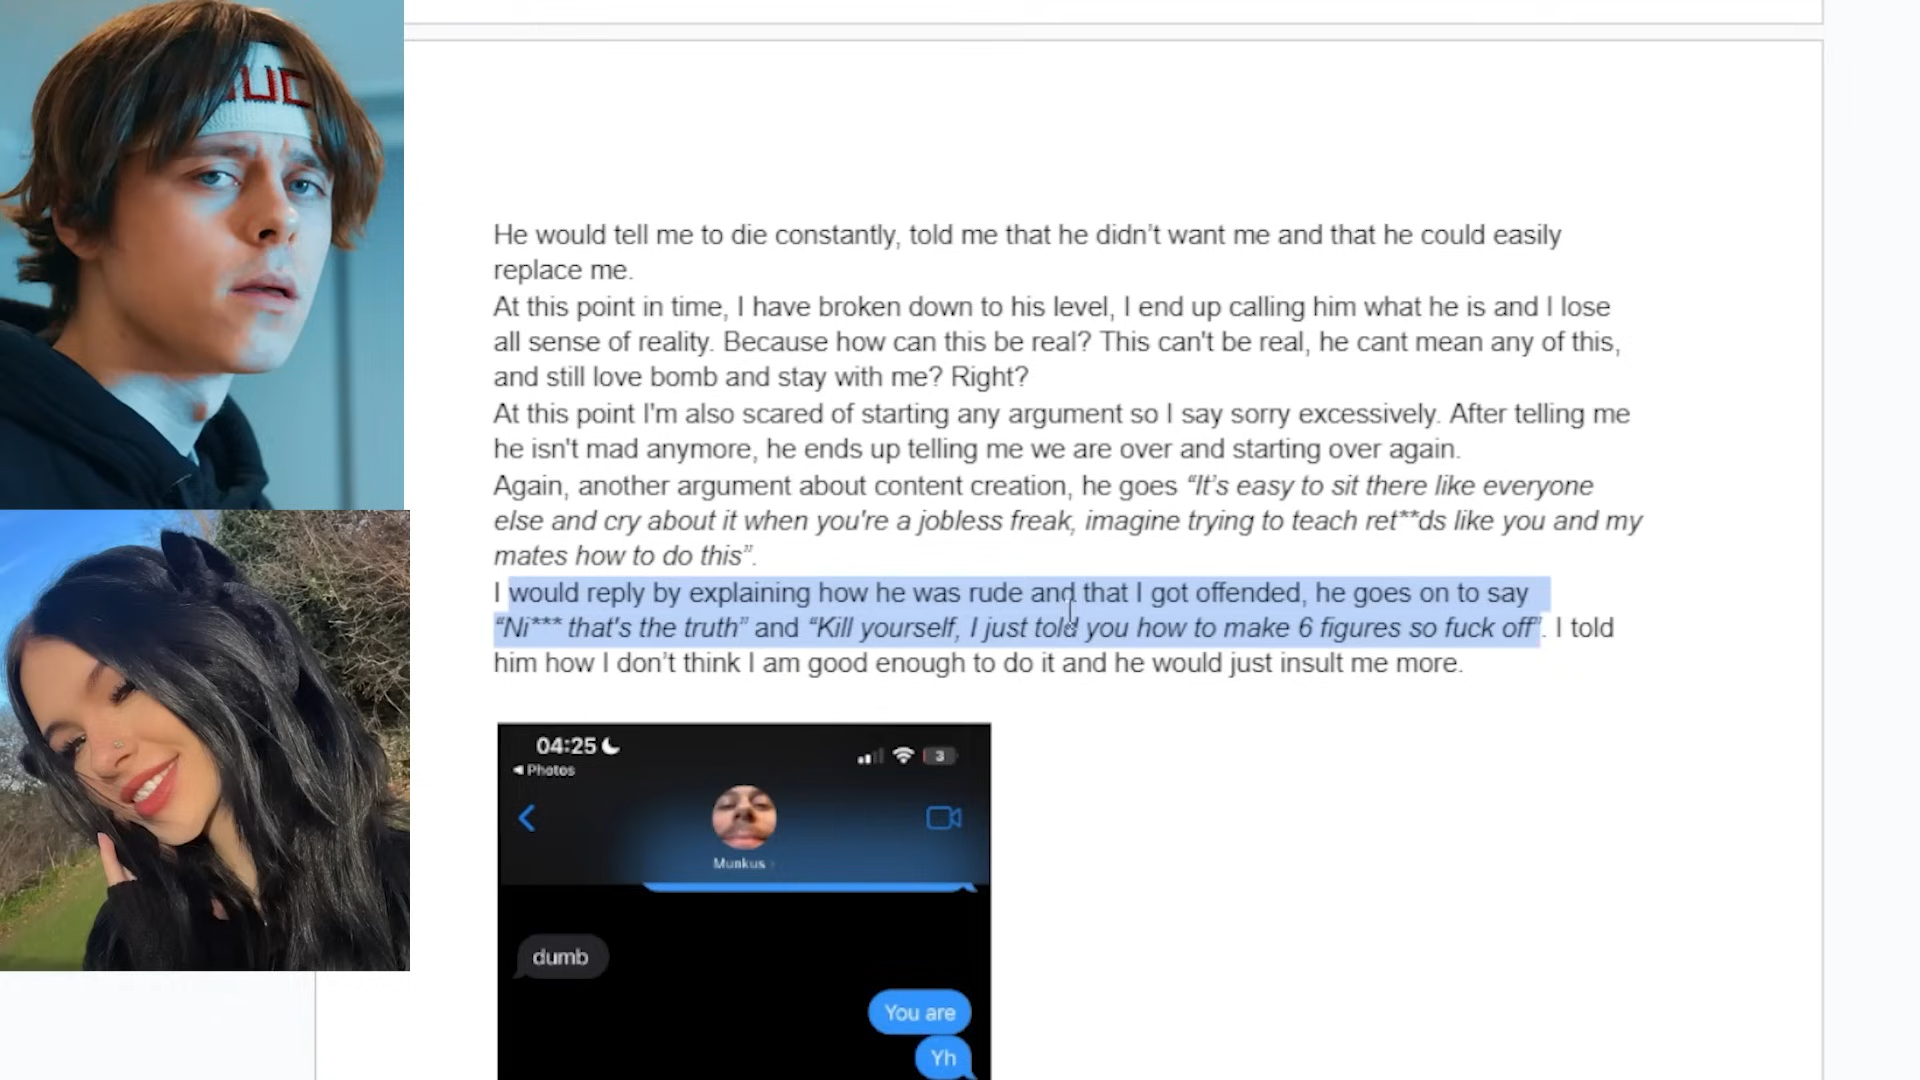 UC
He would tell me to die constantly, told me that he didn’t want me and that he could easily
replace me.
At this point in time, I have broken down to his level, I end up calling him what he is and I lose
all sense of reality. Because how can this be real? This can't be real, he cant mean any of this,
and still love bomb and stay with me? Right?
At this point I'm also scared of starting any argument so I say sorry excessively. After telling me
he isn't mad anymore, he ends up telling me we are over and starting over again.
Again, another argument about content creation, he goes “It’s easy to sit there like everyone
else and cry about it when you're a jobless freak, imagine trying to teach ret**ds like you and my
mates how to do this”.
I would reply by explaining how he was rude and that I got offended, he goes on to say
“Ni*** that's the truth” and “Kill yourself, I just told you how to make 6 figures so fuck off”. I told
him how I don’t think I am good enough to do it and he would just insult me more.
04:25
3
Photos
Munkus
dumb
You are
Yh